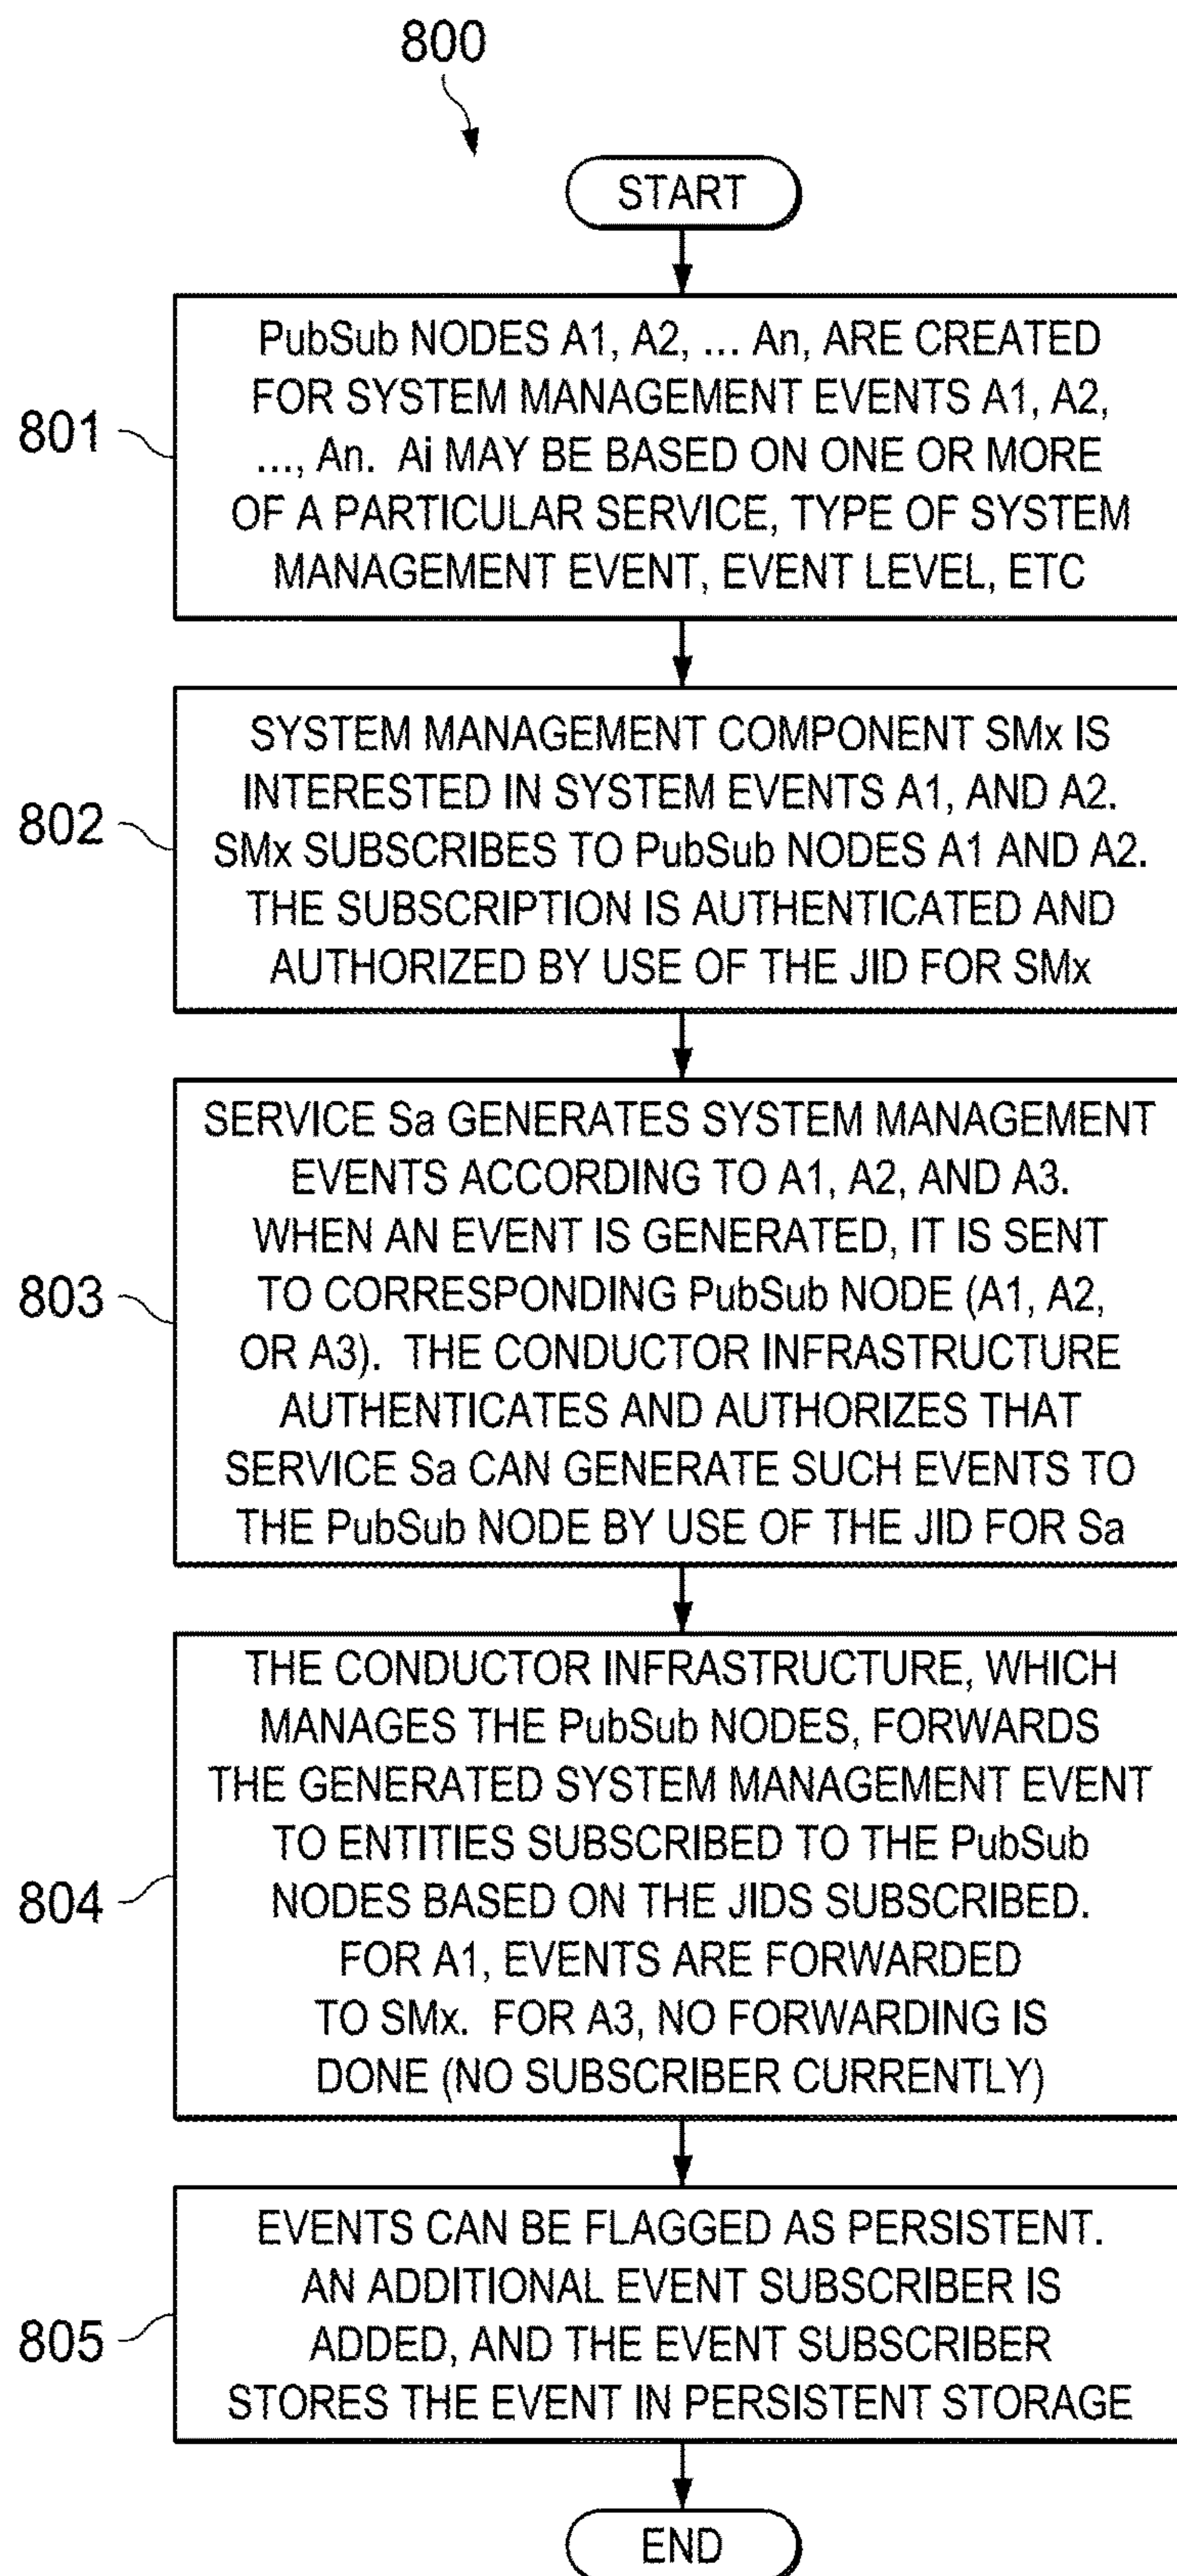 800
START
801
PubSub NODES A1, A2, ... An, ARE CREATED
FOR SYSTEM MANAGEMENT EVENTS A1, A2,
..., An. Ai MAY BE BASED ON ONE OR MORE
OF A PARTICULAR SERVICE, TYPE OF SYSTEM
MANAGEMENT EVENT, EVENT LEVEL, ETC
802
SYSTEM MANAGEMENT COMPONENT SMx IS
INTERESTED IN SYSTEM EVENTS A1, AND A2.
SMx SUBSCRIBES TO PubSub NODES A1 AND A2.
THE SUBSCRIPTION IS AUTHENTICATED AND
AUTHORIZED BY USE OF THE JID FOR SMx
803
SERVICE Sa GENERATES SYSTEM MANAGEMENT
EVENTS ACCORDING TO A1, A2, AND A3.
WHEN AN EVENT IS GENERATED, IT IS SENT
TO CORRESPONDING PubSub NODE (A1, A2,
OR A3). THE CONDUCTOR INFRASTRUCTURE
AUTHENTICATES AND AUTHORIZES THAT
SERVICE Sa CAN GENERATE SUCH EVENTS TO
THE PubSub NODE BY USE OF THE JID FOR Sa
804
THE CONDUCTOR INFRASTRUCTURE, WHICH
MANAGES THE PubSub NODES, FORWARDS
THE GENERATED SYSTEM MANAGEMENT EVENT
TO ENTITIES SUBSCRIBED TO THE PubSub
NODES BASED ON THE JIDS SUBSCRIBED.
FOR A1, EVENTS ARE FORWARDED
TO SMx. FOR A3, NO FORWARDING IS
DONE (NO SUBSCRIBER CURRENTLY)
805
EVENTS CAN BE FLAGGED AS PERSISTENT.
AN ADDITIONAL EVENT SUBSCRIBER IS
ADDED, AND THE EVENT SUBSCRIBER
STORES THE EVENT IN PERSISTENT STORAGE
END